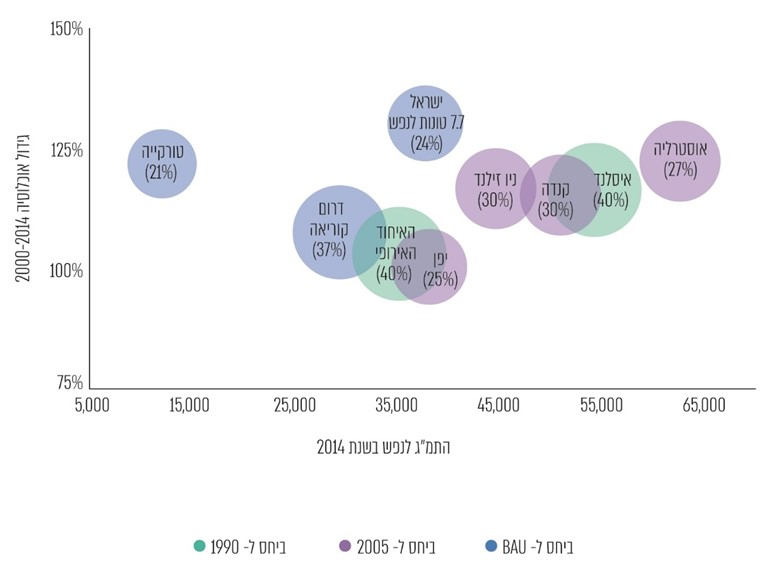 150%
125%
100%
75%
גידול אוכלוסיה 2000-2014
ישראל
7.7 טונות לנפש
(24%)
טורקייה
(21%)
אוסטרליה
(27%)
ניו זילנד
(30%)
קנדה
(30%)
איסלנד
(40%)
דרום
קוריאה
(37%)
האיחוד
האירופי
(40%)
יפן
(25%)
5,000
15,000
25,000
35,000
45,000
55,000
65,000
התמ"ג לנפש בשנת 2014
ביחס ל- 1990
ביחס ל- 2005
ביחס ל- BAU